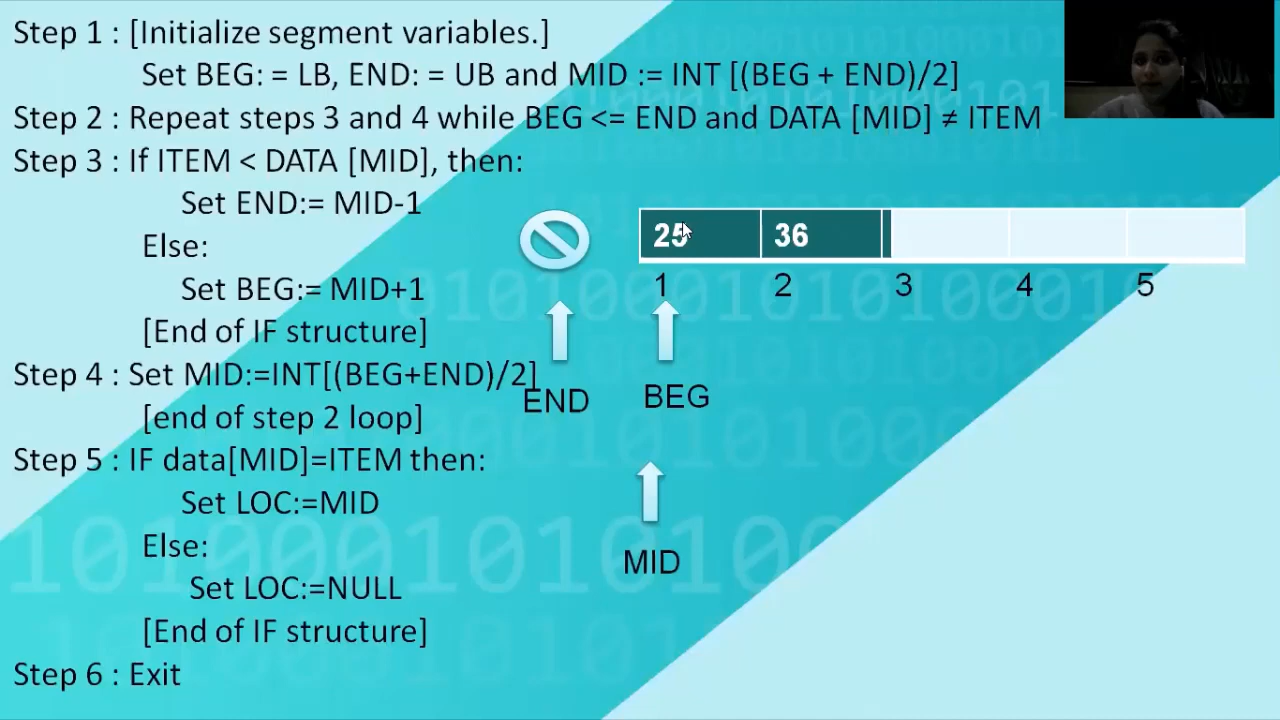 Step 1 : [Initialize segment variables.]
Set BEG: = LB, END: = UB and MID := INT [(BEG + END)/2]
Step 2 : Repeat steps 3 and 4 while BEG <= END and DATA [MID] ≠ ITEM
Step 3 : If ITEM < DATA [MID], then:
Set END:= MID-1
Else:
Set BEG:= MID+1
[End of IF structure]
Step 4 : Set MID:=INT[(BEG+END)/2]
[end of step 2 loop]
Step 5 : IF data[MID]=ITEM then:
Set LOC:=MID
Else:
Set LOC:=NULL
[End of IF structure]
Step 6 : Exit
25 36
1 2 3 4 5
END BEG
MID